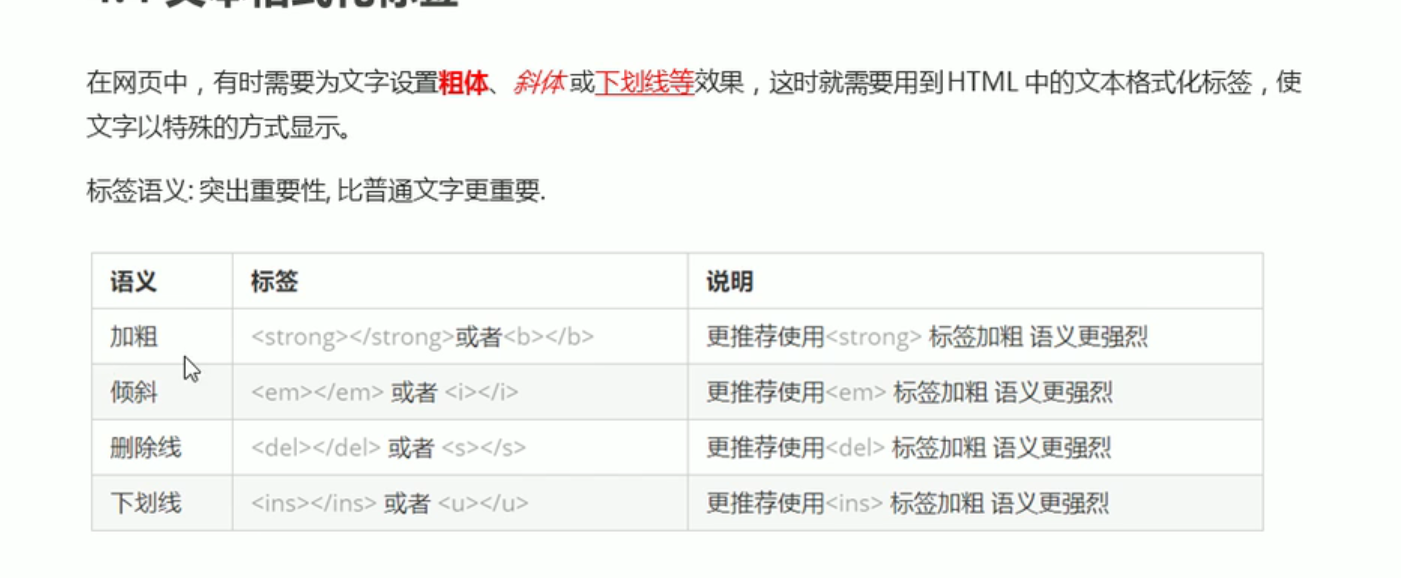 在网页中，有时需要为文字设置粗体、斜体 或下划线等效果，这时就需要用到HTML 中的文本格式化标签，使
文字以特殊的方式显示。
标签语义: 突出重要性, 比普通文字更重要.
语义 标签 说明
加粗 <strong></strong>或者<b></b> 更推荐使用<strong> 标签加粗 语义更强烈
倾斜 <em></em> 或者 <i></i> 更推荐使用<em> 标签加粗 语义更强烈
删除线 <del></del> 或者 <s></s> 更推荐使用<del> 标签加粗 语义更强烈
下划线 <ins></ins> 或者 <u></u> 更推荐使用<ins> 标签加粗 语义更强烈